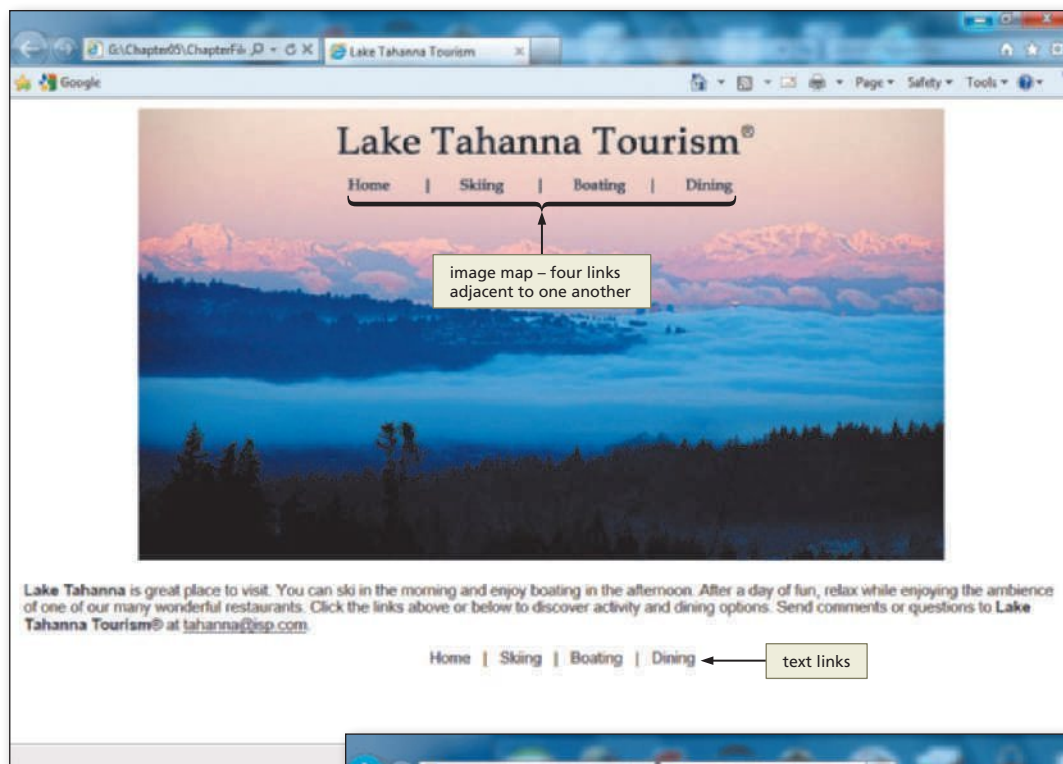 G:\Chapter05\ChapterFil
Lake Tahanna Tourism
Google
Page
Safety
Tools
Lake Tahanna Tourism®
Home | Skiing | Boating | Dining
image map – four links
adjacent to one another
Lake Tahanna is great place to visit. You can ski in the morning and enjoy boating in the afternoon. After a day of fun, relax while enjoying the ambience
of one of our many wonderful restaurants. Click the links above or below to discover activity and dining options. Send comments or questions to Lake
Tahanna Tourism® at tahanna@isp.com.
Home | Skiing | Boating | Dining
text links